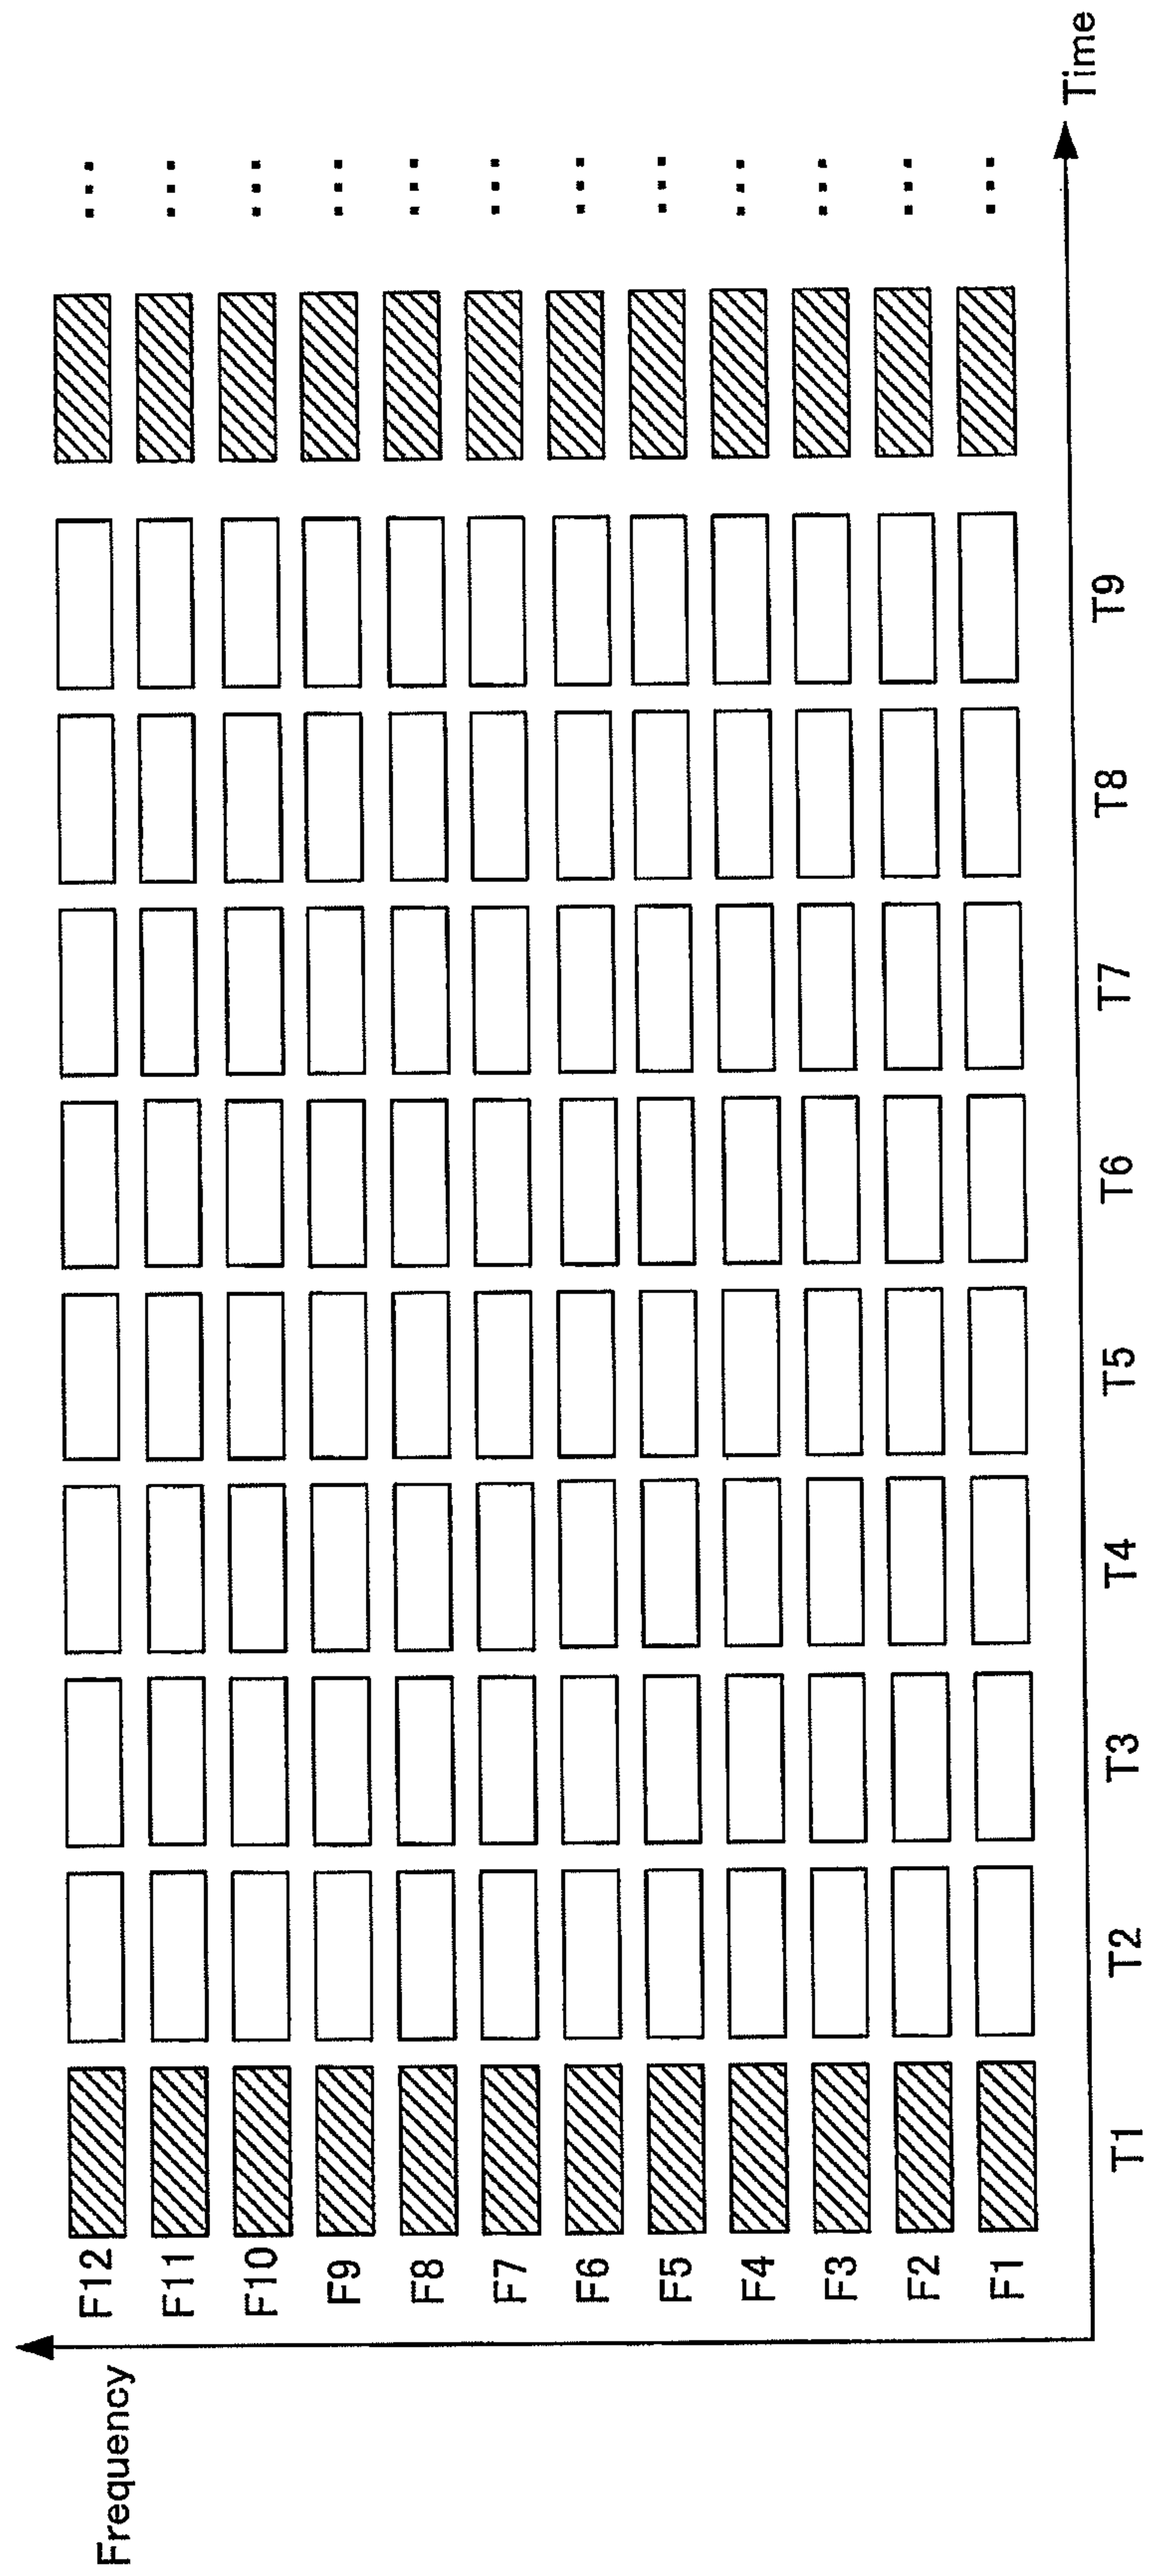 Frequency
F12
F11
F10
F9
F8
F7
F6
F5
F4
F3
F2
F1
T1 T2 T3 T4 T5 T6 T7 T8 T9
Time